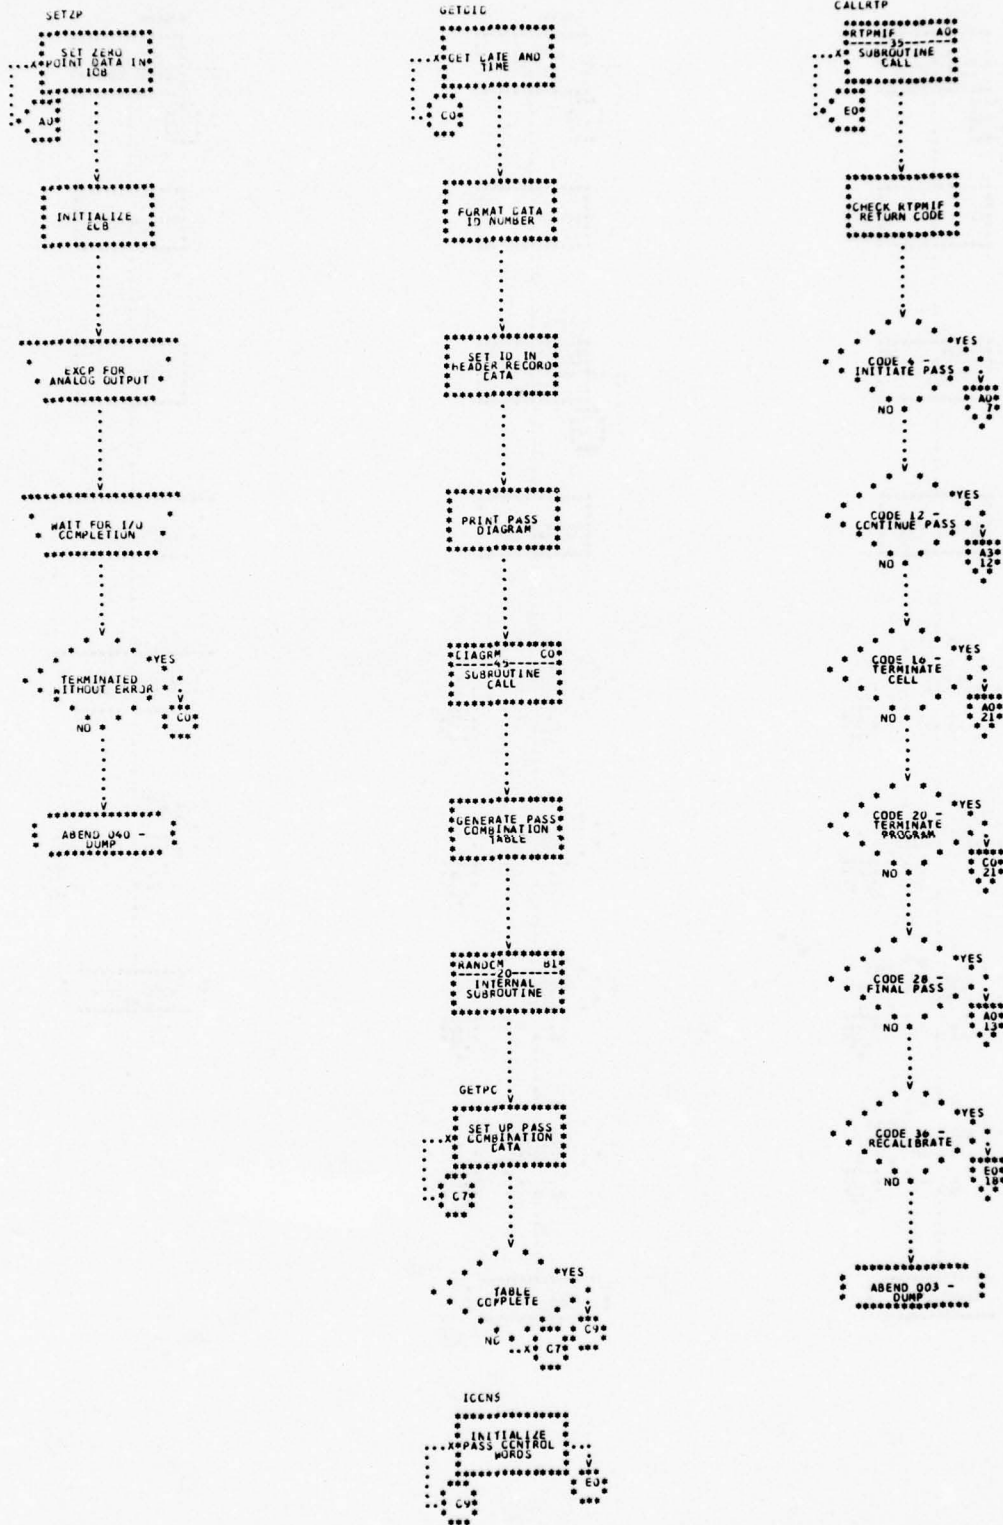 SETZP
SET ZERO
POINT DATA IN
IOB
A0
INITIALIZE
ECB
EXCP FOR
ANALOG OUTPUT
WAIT FOR I/O
COMPLETION
YES
TERMINATED
WITHOUT ERROR
NO
C0
ABEND 040 -
DUMP
GET DATE AND
TIME
C0
FORMAT DATA
ID NUMBER
SET ID IN
HEADER RECORD
DATA
PRINT PASS
DIAGRAM
DIAGRM C0
45
SUBROUTINE
CALL
GENERATE PASS
COMBINATION
TABLE
RANDOM B1
20
INTERNAL
SUBROUTINE
GETPC
SET UP PASS
COMBINATION
DATA
C7
YES
TABLE
COMPLETE
NO
C7
C9
IOCNS
INITIALIZE
PASS CONTROL
WORDS
E0
C9
CALLRTP
RTPMIF A0
35
SUBROUTINE
CALL
E0
CHECK RTPMIF
RETURN CODE
YES
CODE 4 -
INITIATE PASS
NO
A0
7
YES
CODE 12 -
CONTINUE PASS
NO
A3
12
YES
CODE 16 -
TERMINATE
CELL
NO
A0
21
YES
CODE 20 -
TERMINATE
PROGRAM
NO
C0
21
YES
CODE 28 -
FINAL PASS
NO
A0
13
YES
CODE 36 -
RECALIBRATE
NO
E0
18
ABEND 003 -
DUMP